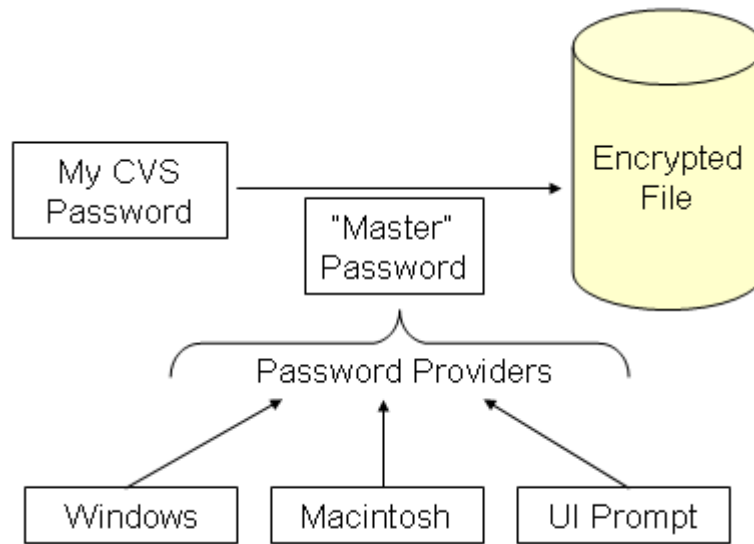 My CVS
Password
Encrypted
File
"Master"
Password
Password Providers
Windows
Macintosh
UI Prompt